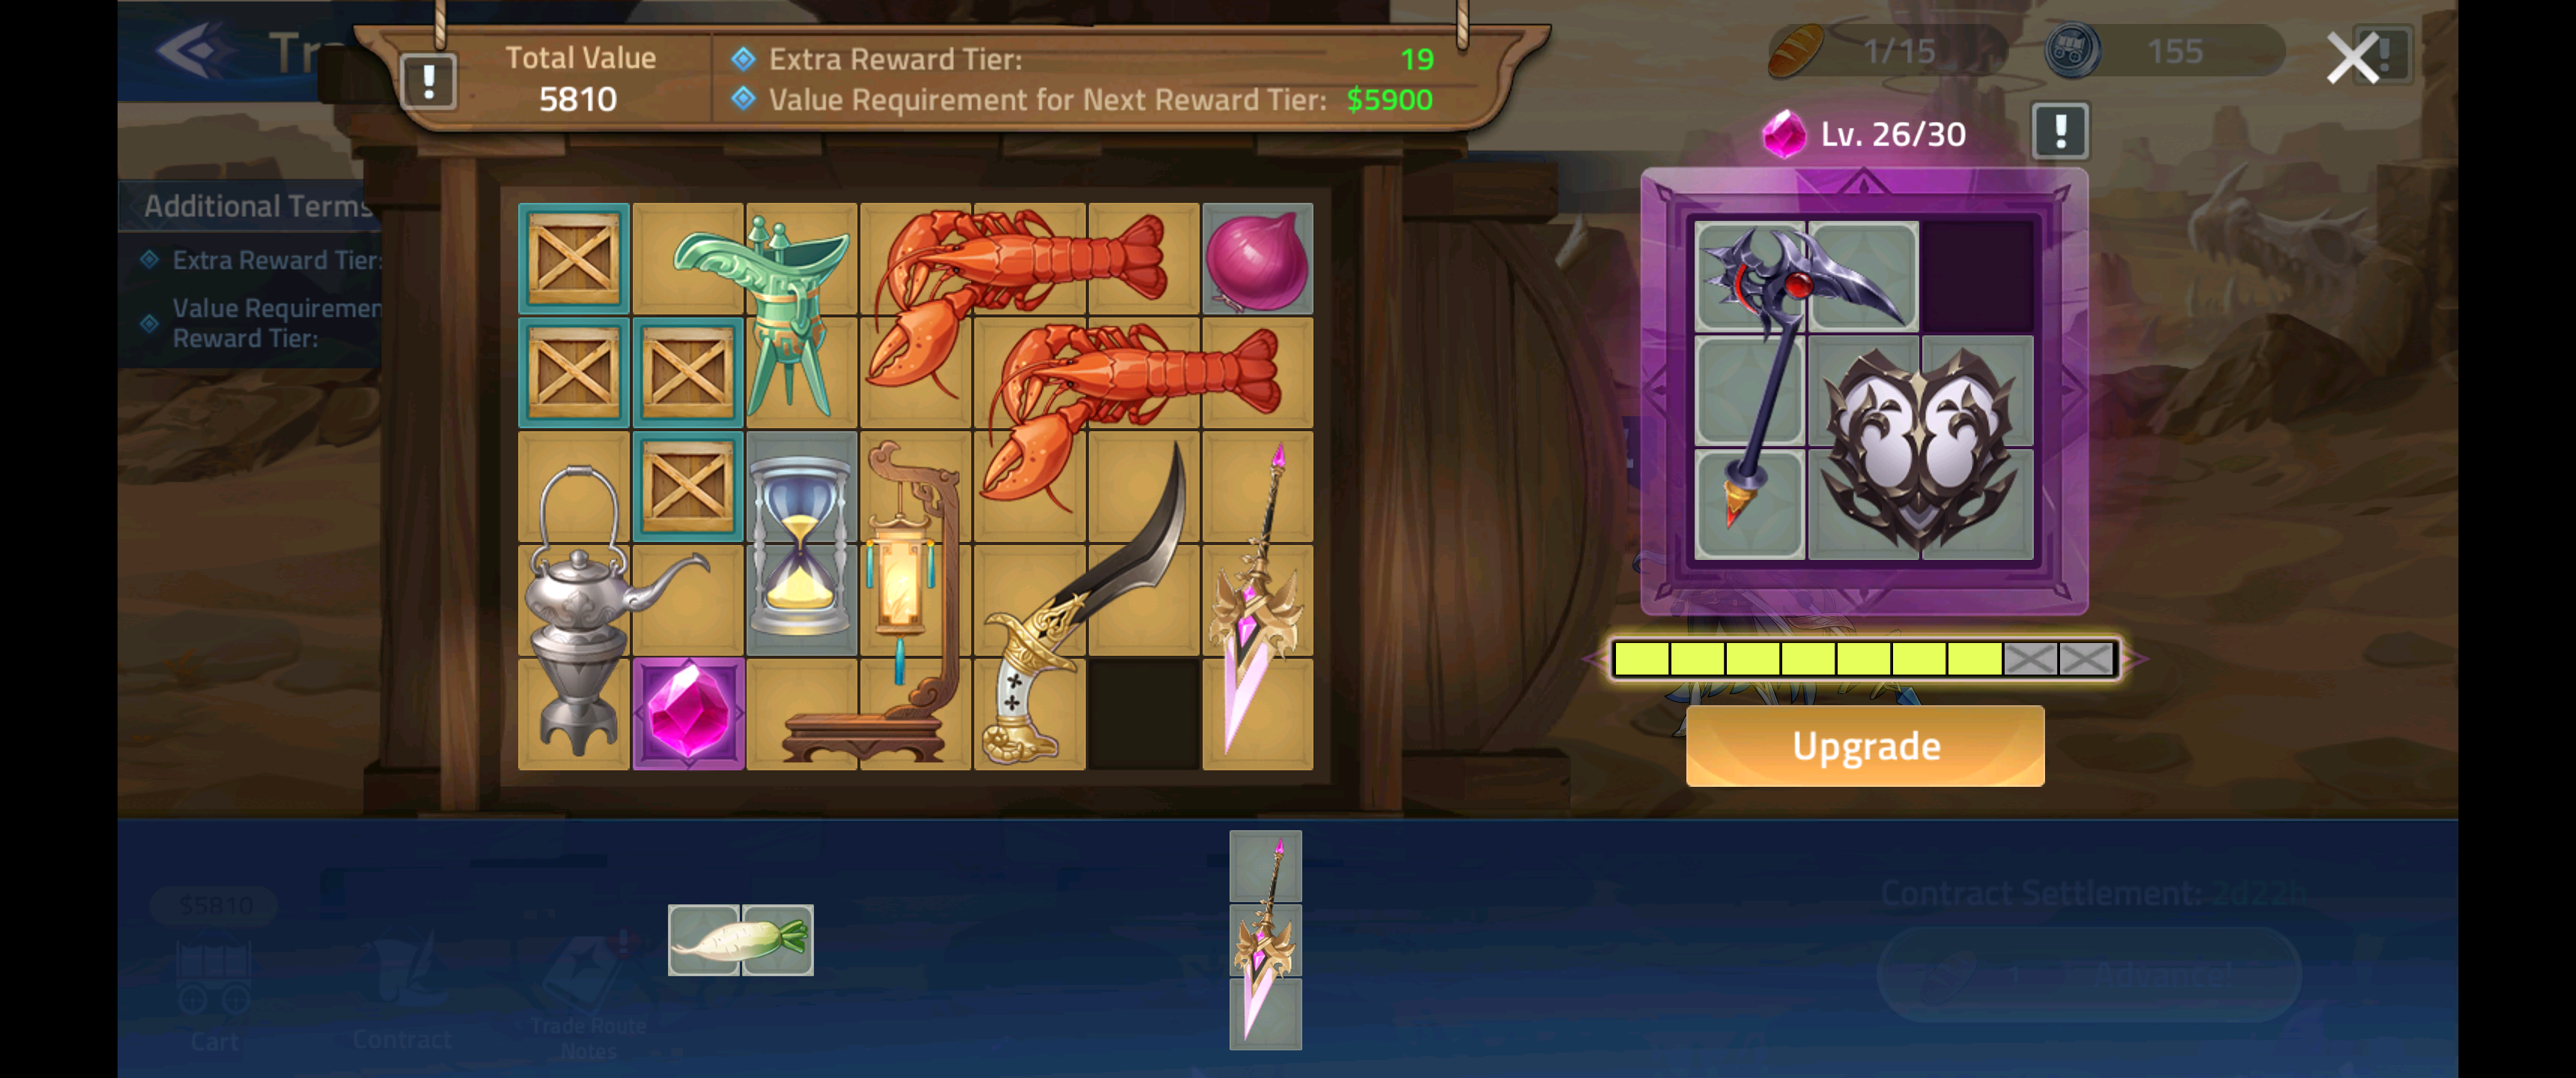 Tr
Total Value
5810
Extra Reward Tier:
19
Value Requirement for Next Reward Tier:
$5900
1/15
155
Lv. 26/30
Additional Terms
Extra Reward Tier:
Value Requiremen
Reward Tier:
Upgrade
$5810
Cart
Contract
Trade Route
Notes
Contract Settlement: 2d22h
1
Advance!